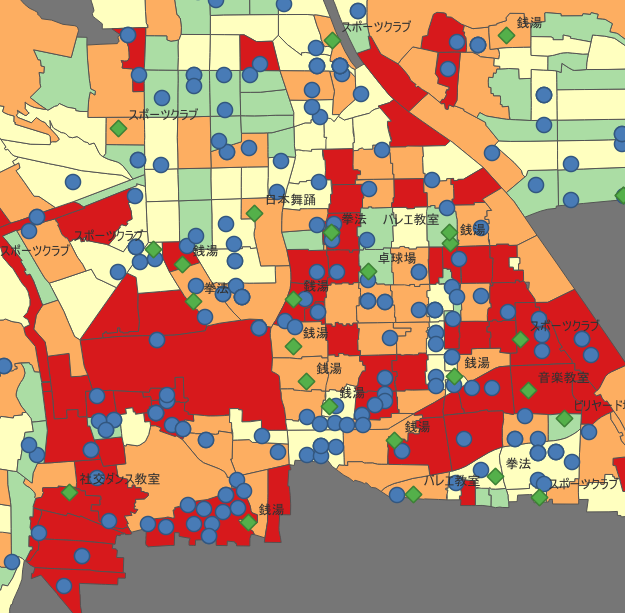 スポーツクラブ
銭湯
スポーツクラブ
日本舞踊
拳法
バレエ教室
銭湯
スポーツクラブ
スポーツクラブ
銭湯
卓球場
拳法
銭湯
スポーツクラブ
銭湯
銭湯
銭湯
音楽教室
銭湯
ビリヤード場
銭湯
拳法
社交ダンス教室
バレエ教室
スポーツクラブ
銭湯